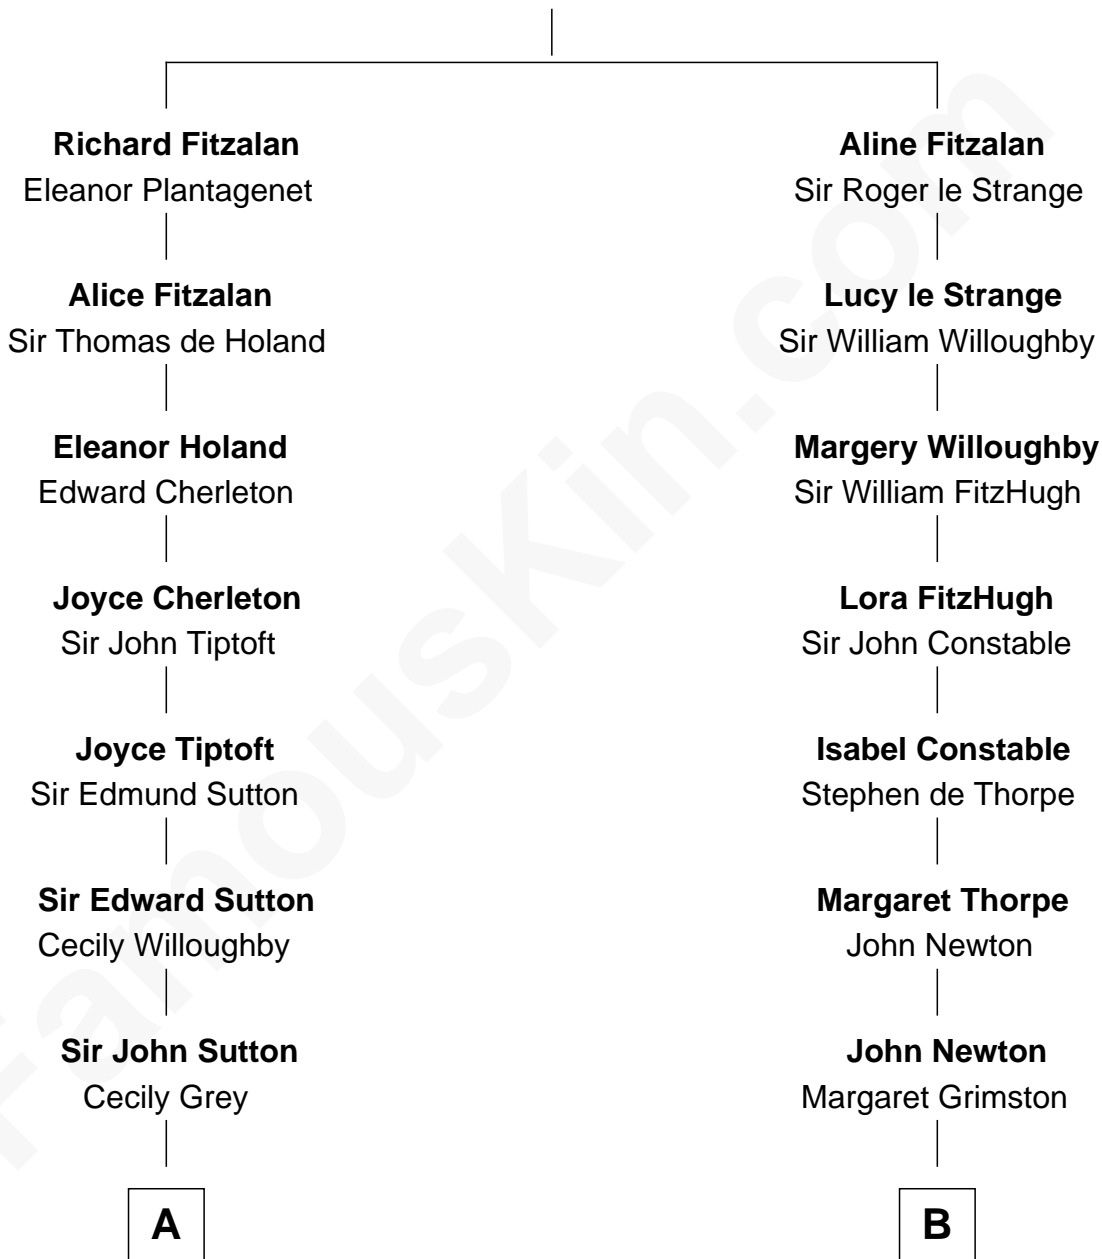 Richard Fitzalan
Eleanor Plantagenet
Aline Fitzalan
Sir Roger le Strange
Alice Fitzalan
Sir Thomas de Holand
Lucy le Strange
Sir William Willoughby
Eleanor Holand
Edward Cherleton
Margery Willoughby
Sir William FitzHugh
Joyce Cherleton
Sir John Tiptoft
Lora FitzHugh
Sir John Constable
Joyce Tiptoft
Sir Edmund Sutton
Isabel Constable
Stephen de Thorpe
Sir Edward Sutton
Cecily Willoughby
Margaret Thorpe
John Newton
Sir John Sutton
Cecily Grey
John Newton
Margaret Grimston
A
B
FamousKin.com